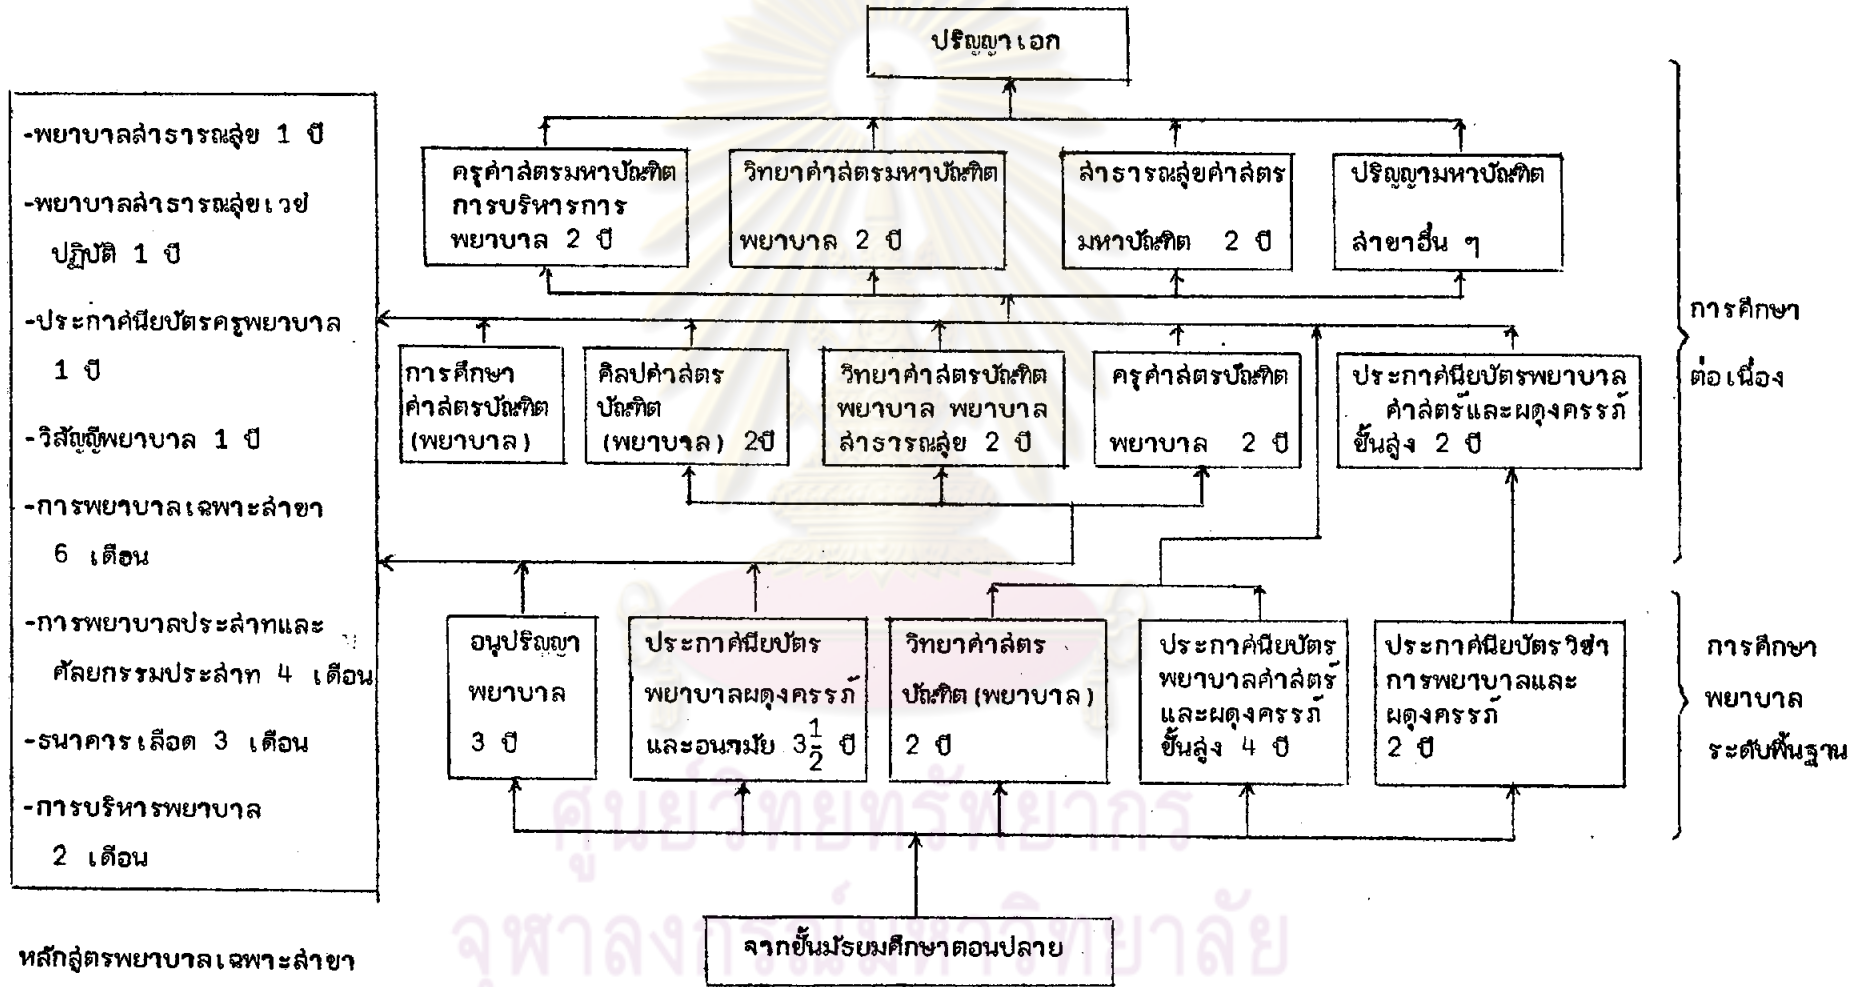 ปริญญาเอก
-พยาบาลสาธารณสุข 1 ปี
-พยาบาลสาธารณสุขเวช
ปฏิบัติ 1 ปี
-ประกาศนียบัตรครูพยาบาล
1 ปี
-วิสัญญีพยาบาล 1 ปี
-การพยาบาลเฉพาะสาขา
6 เดือน
-การพยาบาลประสาทและ
ศัลยกรรมประสาท 4 เดือน
-ธนาคารเลือด 3 เดือน
-การบริหารพยาบาล
2 เดือน
หลักสูตรพยาบาลเฉพาะสาขา
ครุศาสตรมหาบัณฑิต
การบริหารการ
พยาบาล 2 ปี
วิทยาศาสตรมหาบัณฑิต
พยาบาล 2 ปี
สาธารณสุขศาสตร
มหาบัณฑิต 2 ปี
ปริญญามหาบัณฑิต
สาขาอื่น ๆ
การศึกษา
ศาสตรบัณฑิต
(พยาบาล)
ศิลปศาสตร
บัณฑิต
(พยาบาล) 2ปี
วิทยาศาสตรบัณฑิต
พยาบาล พยาบาล
สาธารณสุข 2 ปี
ครุศาสตรบัณฑิต
พยาบาล 2 ปี
ประกาศนียบัตรพยาบาล
ศาสตร์และผดุงครรภ์
ขั้นสูง 2 ปี
การศึกษา
ต่อเนื่อง
อนุปริญญา
พยาบาล
3 ปี
ประกาศนียบัตร
พยาบาลผดุงครรภ์
และอนามัย 3 1/2 ปี
วิทยาศาสตร
บัณฑิต(พยาบาล)
2 ปี
ประกาศนียบัตร
พยาบาลศาสตร์
และผดุงครรภ์
ขั้นสูง 4 ปี
ประกาศนียบัตรวิชา
การพยาบาลและ
ผดุงครรภ์
2 ปี
การศึกษา
พยาบาล
ระดับพื้นฐาน
จากชั้นมัธยมศึกษาตอนปลาย
ศูนย์วิทยทรัพยากร
จุฬาลงกรณ์มหาวิทยาลัย